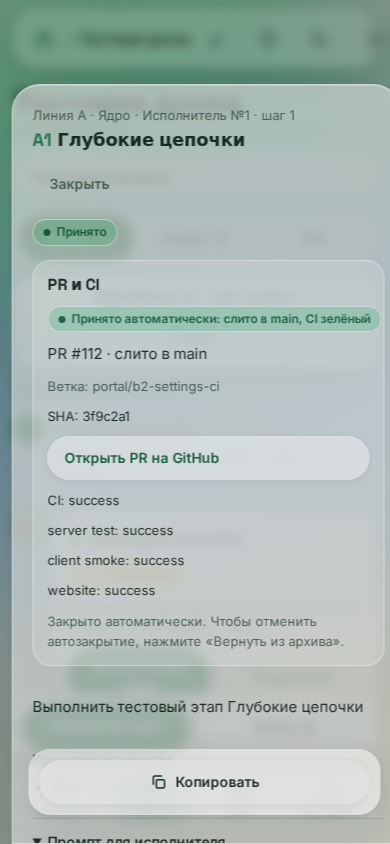 Линия A · Ядро · Исполнитель №1 · шаг 1
A1 Глубокие цепочки
Закрыть
Принято
PR и CI
Принято автоматически: слито в main, CI зелёный
PR #112 · слито в main
Ветка: portal/b2-settings-ci
SHA: 3f9c2a1
Открыть PR на GitHub
CI: success
server test: success
client smoke: success
website: success
Закрыто автоматически. Чтобы отменить
автозакрытие, нажмите «Вернуть из архива».
Выполнить тестовый этап Глубокие цепочки
Копировать
Промпт для исполнителя